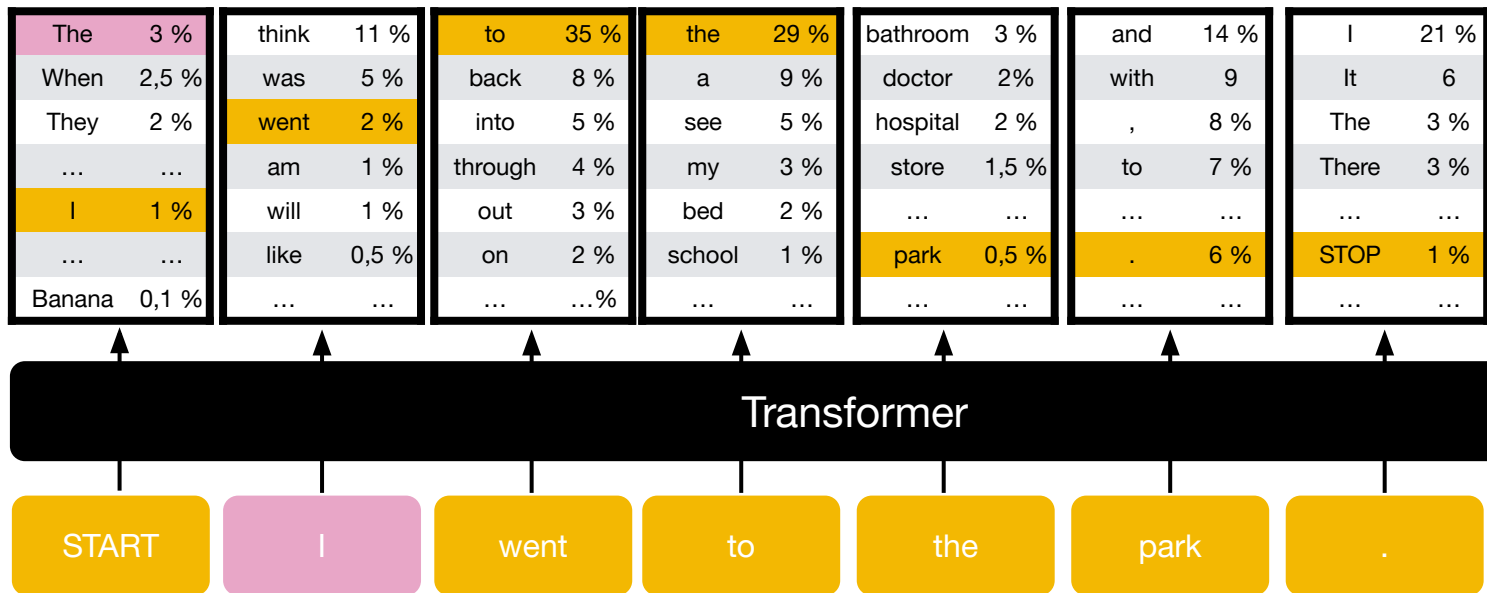 The 3 % think 11 % to 35 % the 29 % bathroom 3 % and 14 % I 21 %
When 2,5 % was 5 % back 8 % a 9 % doctor 2% with 9 It 6
They 2 % went 2 % into 5 % see 5 % hospital 2 % , 8 % The 3 %
... ... am 1 % through 4 % my 3 % store 1,5 % to 7 % There 3 %
I 1 % will 1 % out 3 % bed 2 % ... ... ... ... ... ...
... ... like 0,5 % on 2 % school 1 % park 0,5 % . 6 % STOP 1 %
Banana 0,1 % ... ... ... ...% ... ... ... ... ... ... ... ...
Transformer
START I went to the park .